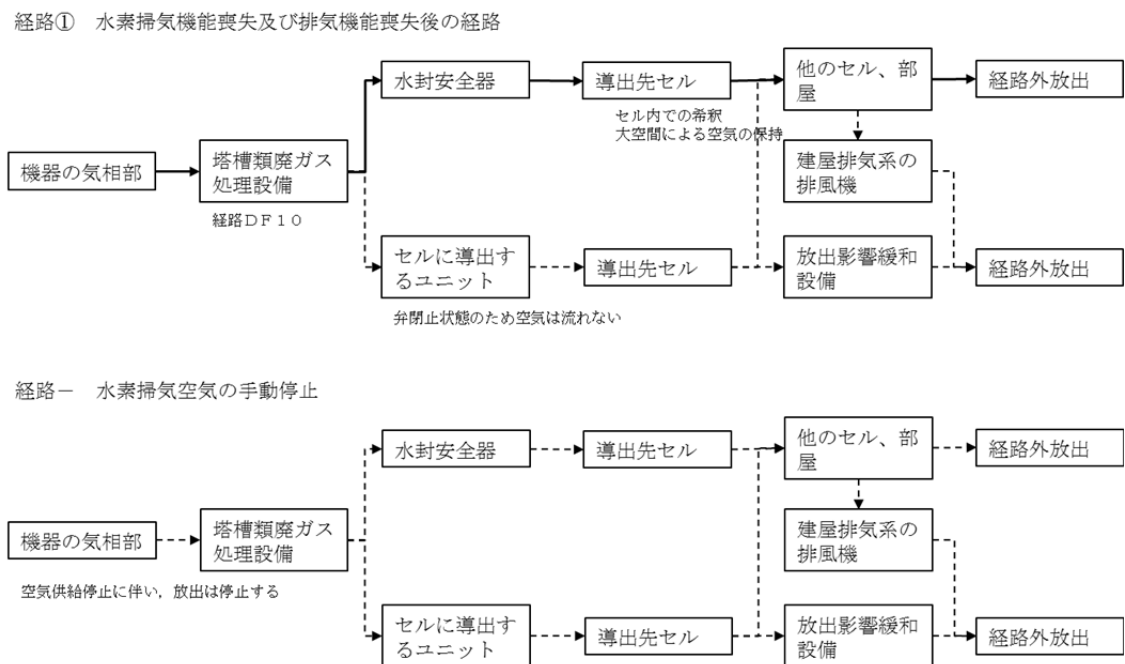 経路① 水素掃気機能喪失及び排気機能喪失後の経路
水封安全器
導出先セル
他のセル、部
屋
経路外放出
セル内での希釈
大空間による空気の保持
機器の気相部
塔槽類廃ガス
処理設備
経路DF10
建屋排気系の
排風機
セルに導出す
るユニット
導出先セル
放出影響緩和
設備
経路外放出
弁閉止状態のため空気は流れない
経路- 水素掃気空気の手動停止
水封安全器
導出先セル
他のセル、部
屋
経路外放出
機器の気相部
塔槽類廃ガス
処理設備
建屋排気系の
排風機
空気供給停止に伴い,放出は停止する
セルに導出す
るユニット
導出先セル
放出影響緩和
設備
経路外放出